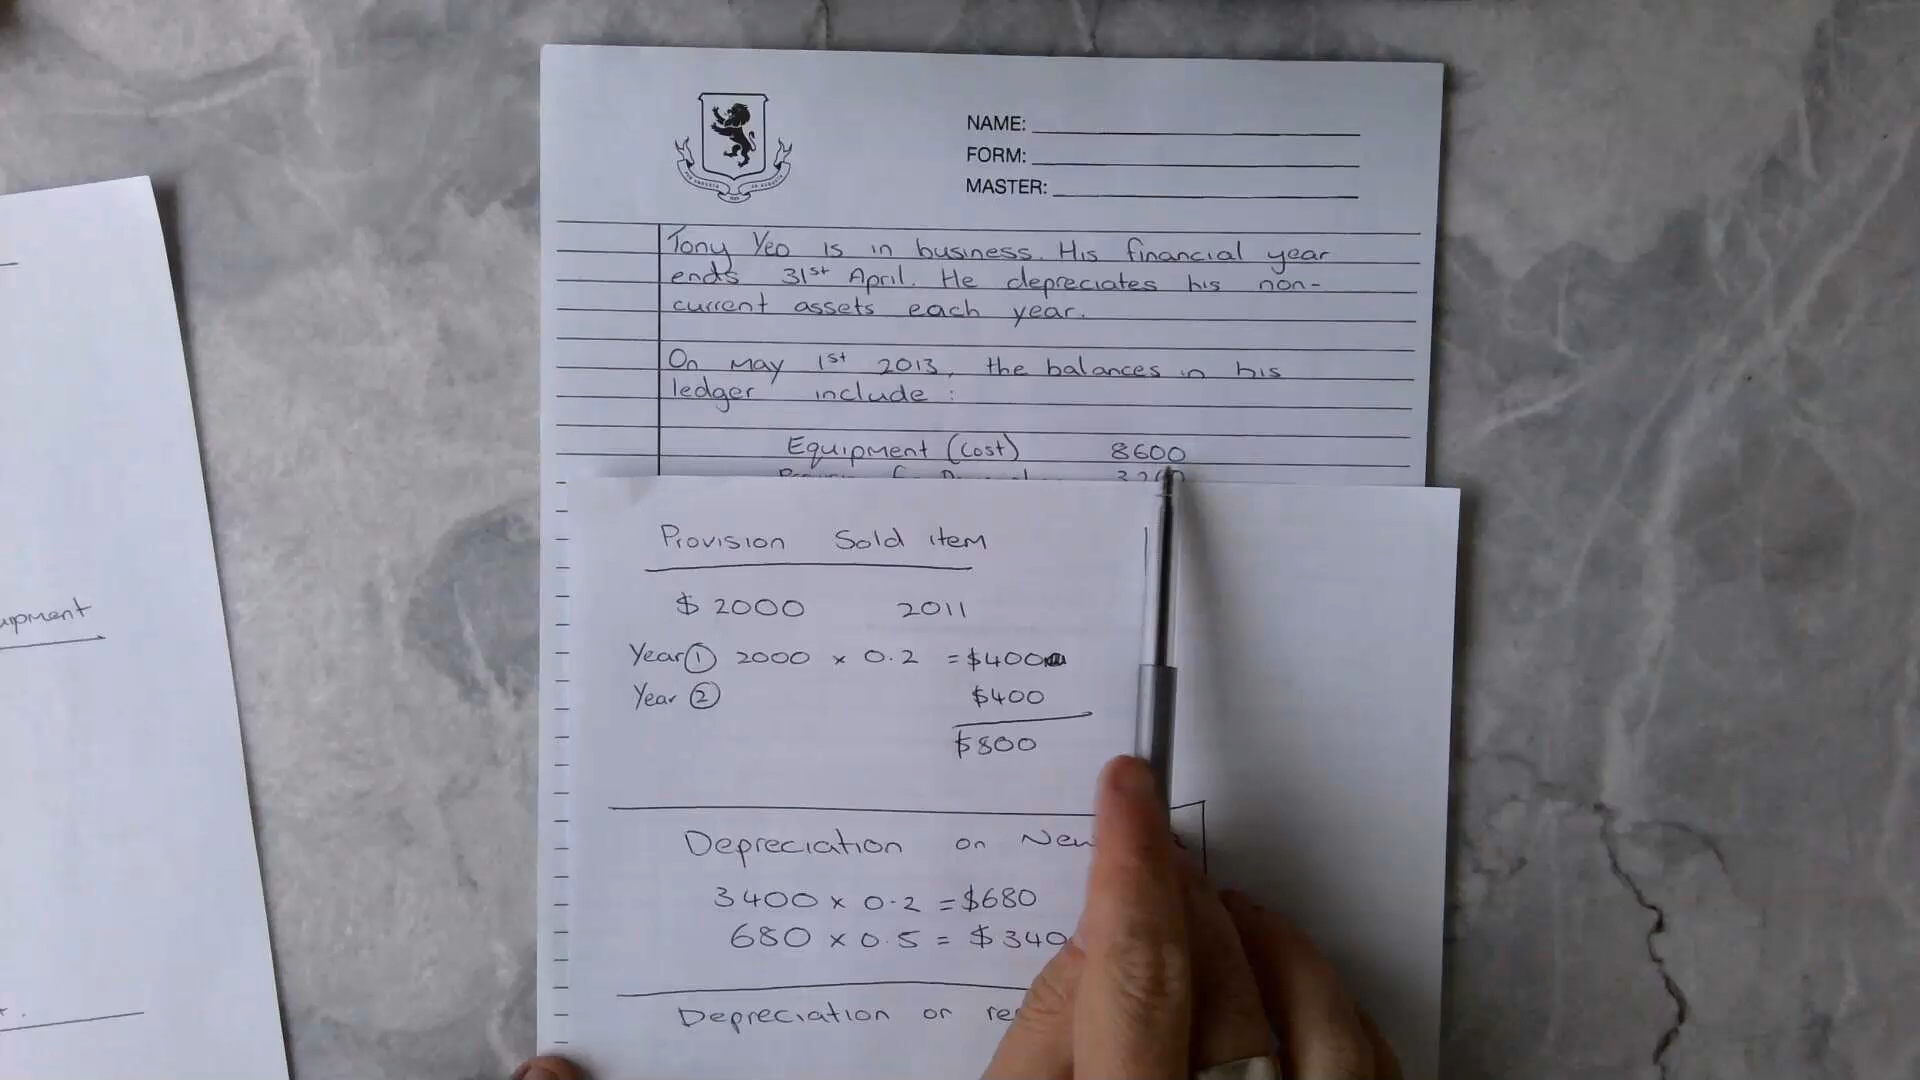 NAME:
FORM:
MASTER:
Tony Yeo is in business. His financial year
ends 31st April. He depreciates his non-
current assets each year.
On May 1st 2013, the balances in his
ledger include :
Equipment (Cost) 8600
Provision Sold item
$ 2000 2011
Year ① 2000 x 0.2 = $400
Year ② $400
$800
Depreciation on New
3400 x 0.2 = $680
680 x 0.5 = $340
Depreciation on